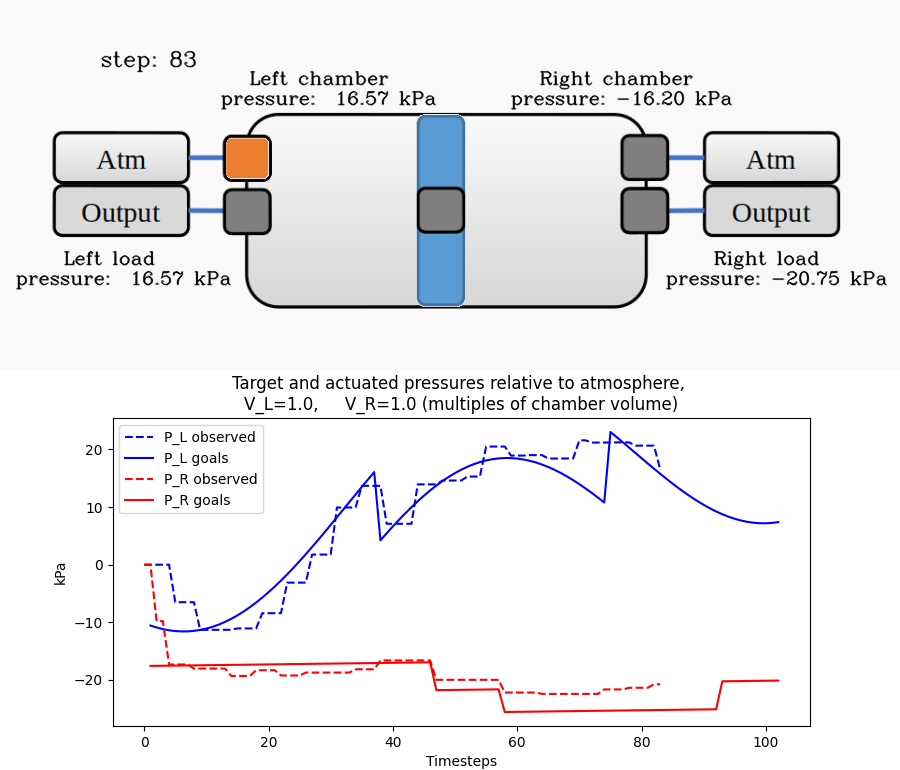 step: 83
Left chamber
pressure:  16.57 kPa
Right chamber
pressure: −16.20 kPa
Atm
Atm
Output
Output
Left load
pressure:  16.57 kPa
Right load
pressure: −20.75 kPa
Target and actuated pressures relative to atmosphere,
V_L=1.0,     V_R=1.0 (multiples of chamber volume)
P_L observed
P_L goals
P_R observed
P_R goals
20
10
0
−10
−20
kPa
0 20 40 60 80 100
Timesteps